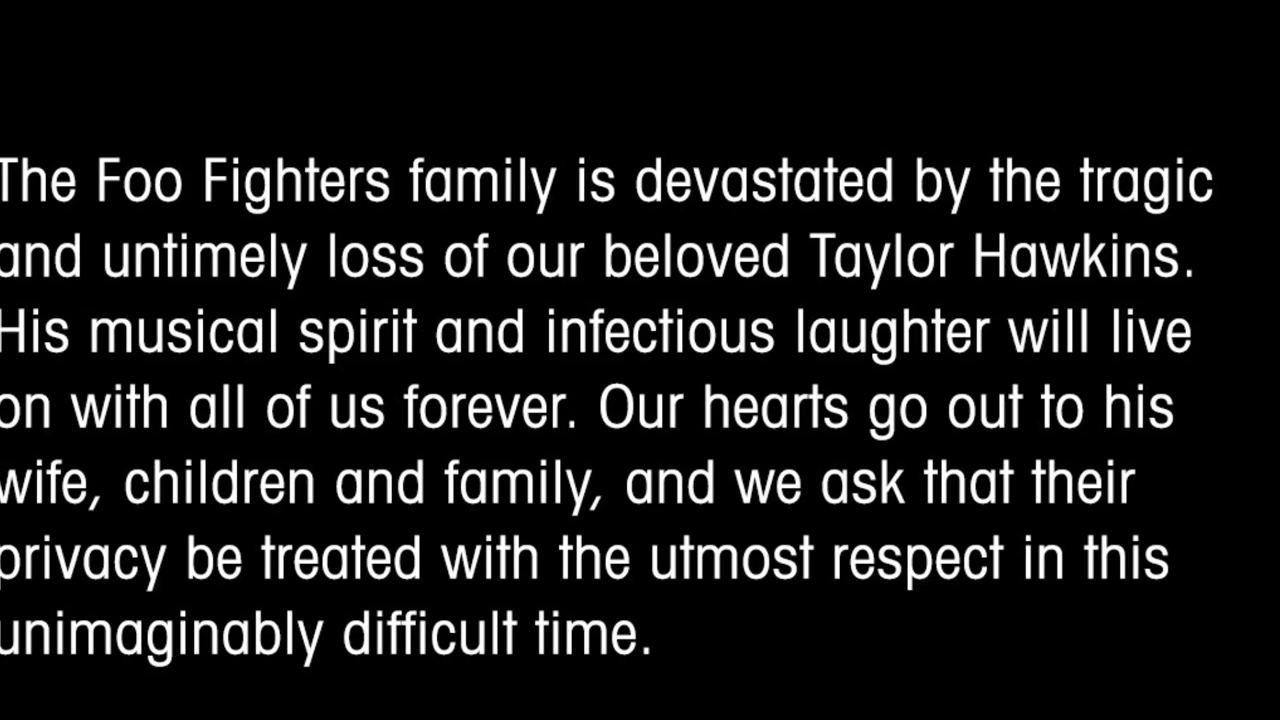 The Foo Fighters family is devastated by the tragic
and untimely loss of our beloved Taylor Hawkins.
His musical spirit and infectious laughter will live
on with all of us forever. Our hearts go out to his
wife, children and family, and we ask that their
privacy be treated with the utmost respect in this
unimaginably difficult time.